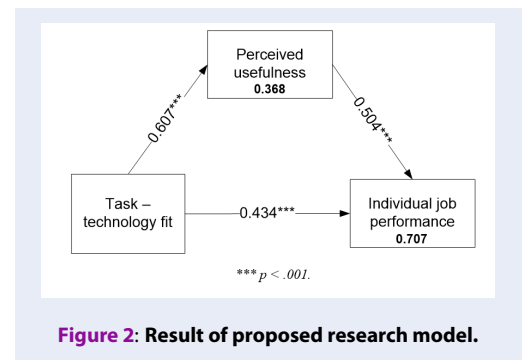 Perceived
usefulness
0.368
0.607***
0.504***
Task –
technology fit
0.434***
Individual job
performance
0.707
*** p < .001.
Figure 2: Result of proposed research model.